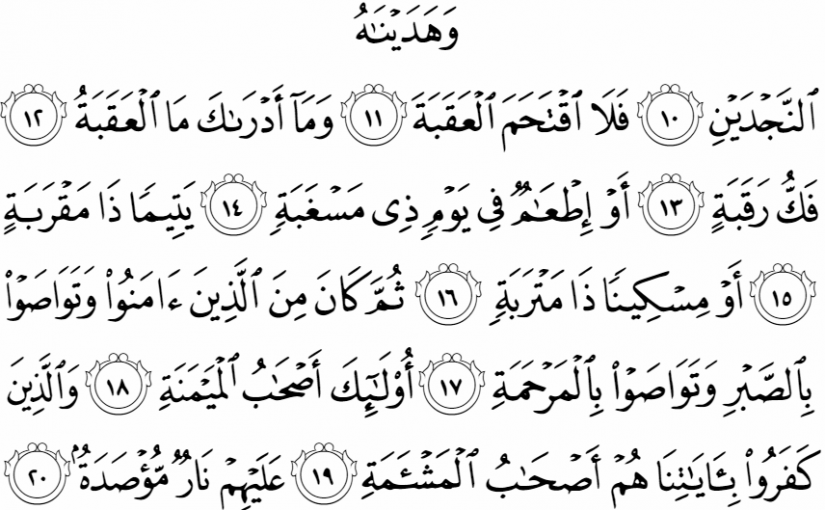 وَهَدَيْنَٰهُ
ٱلنَّجْدَيْنِ ١٠ فَلَا ٱقْتَحَمَ ٱلْعَقَبَةَ ١١ وَمَآ أَدْرَىٰكَ مَا ٱلْعَقَبَةُ ١٢
فَكُّ رَقَبَةٍ ١٣ أَوْ إِطْعَٰمٌ فِى يَوْمٍ ذِى مَسْغَبَةٍ ١٤ يَتِيمًا ذَا مَقْرَبَةٍ
١٥ أَوْ مِسْكِينًا ذَا مَتْرَبَةٍ ١٦ ثُمَّ كَانَ مِنَ ٱلَّذِينَ ءَامَنُوا۟ وَتَوَاصَوْا۟
بِٱلصَّبْرِ وَتَوَاصَوْا۟ بِٱلْمَرْحَمَةِ ١٧ أُو۟لَٰٓئِكَ أَصْحَٰبُ ٱلْمَيْمَنَةِ ١٨ وَٱلَّذِينَ
كَفَرُوا۟ بِـَٔايَٰتِنَا هُمْ أَصْحَٰبُ ٱلْمَشْـَٔمَةِ ١٩ عَلَيْهِمْ نَارٌ مُّؤْصَدَةٌۢ ٢٠